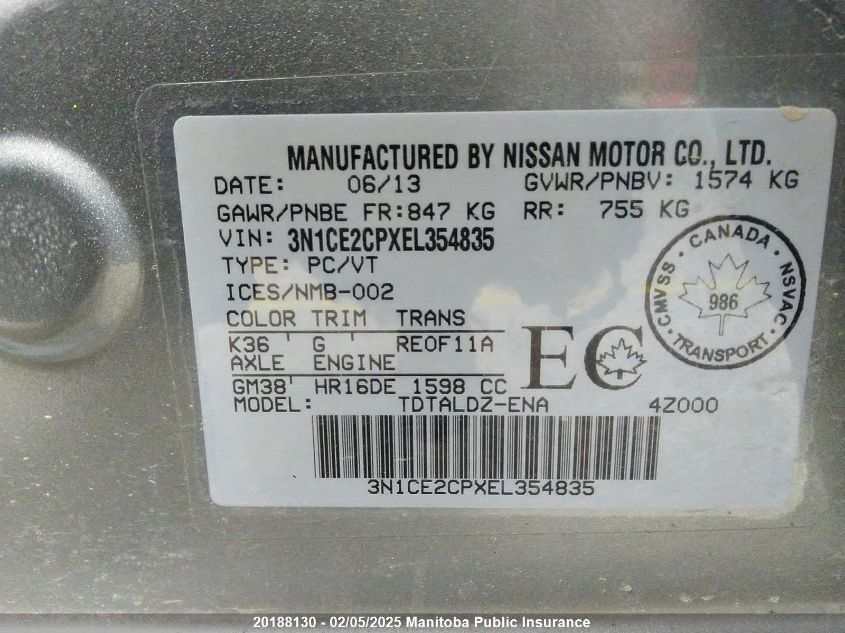 MANUFACTURED BY NISSAN MOTOR CO., LTD.
DATE: 06/13 GVWR/PNBV: 1574 KG
GAWR/PNBE FR:847 KG RR: 755 KG
VIN: 3N1CE2CPXEL354835
TYPE: PC/VT
ICES/NMB-002
COLOR TRIM TRANS
K36 ' G ' RE0F11A
AXLE ENGINE
GM38' HR16DE 1598 CC
MODEL: TDTALDZ-ENA 4Z000
EC
CANADA · NSVAC · TRANSPORT · CMVSS ·
986
3N1CE2CPXEL354835
20188130 - 02/05/2025 Manitoba Public Insurance